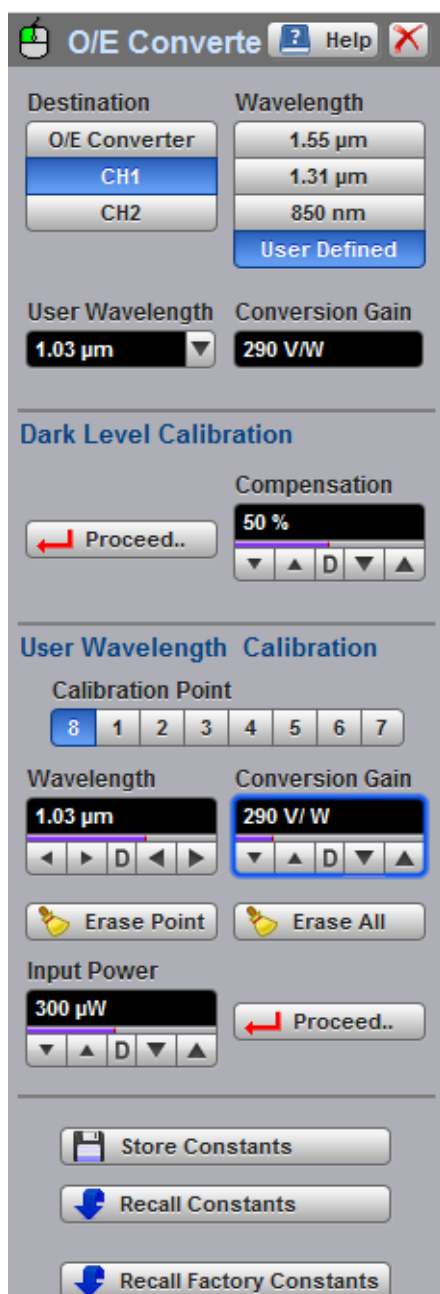 O/E Converte ? Help
Destination Wavelength
O/E Converter 1.55 µm
CH1 1.31 µm
CH2 850 nm
User Defined
User Wavelength Conversion Gain
1.03 µm 290 V/W
Dark Level Calibration
Compensation
Proceed.. 50 %
D
User Wavelength Calibration
Calibration Point
8 1 2 3 4 5 6 7
Wavelength Conversion Gain
1.03 µm 290 V/ W
D D
Erase Point Erase All
Input Power
300 µW Proceed..
D
Store Constants
Recall Constants
Recall Factory Constants